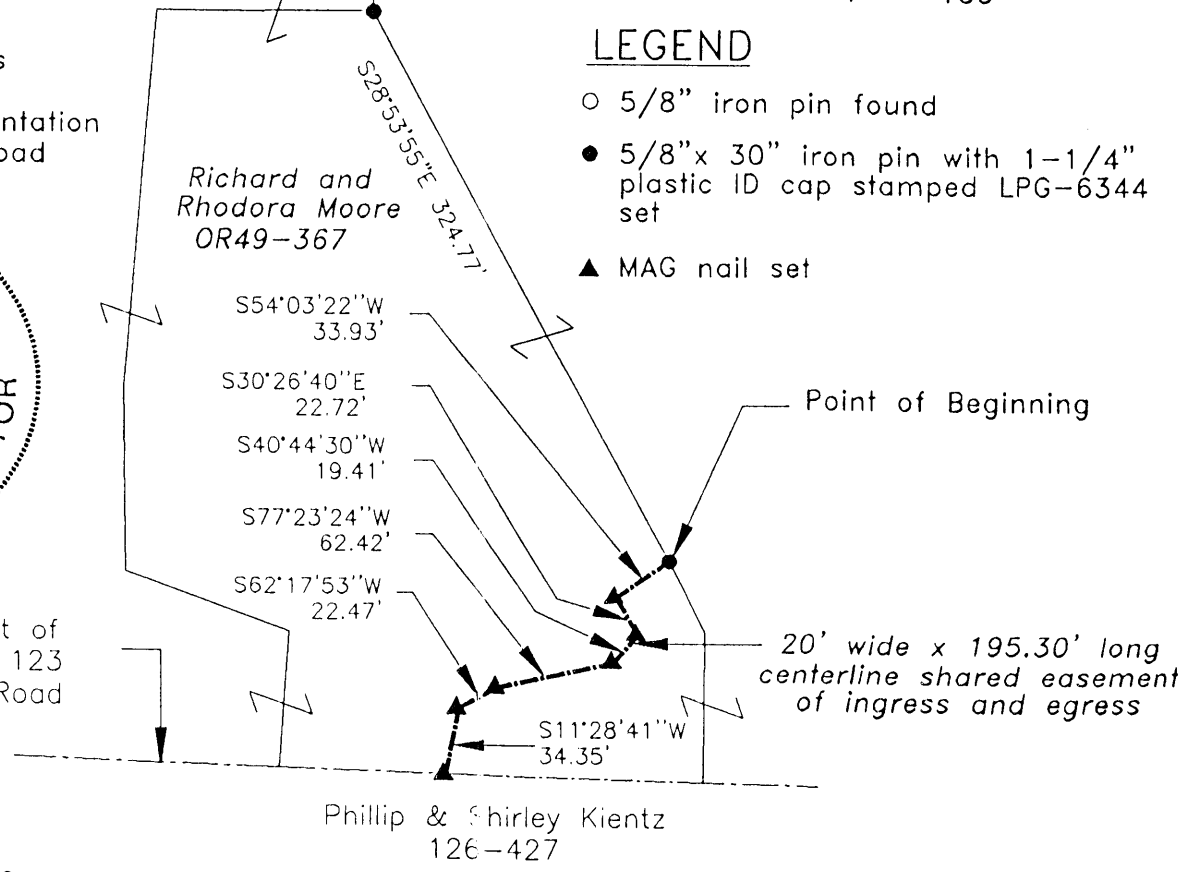 LEGEND
5/8" iron pin found
5/8"x 30" iron pin with 1-1/4"
plastic ID cap stamped LPG-6344
set
MAG nail set
S28°53'55"E 324.77'
Richard and
Rhodora Moore
OR49-367
S54°03'22"W
33.93'
S30°26'40"E
22.72'
S40°44'30"W
19.41'
S77°23'24"W
62.42'
S62°17'53"W
22.47'
Point of Beginning
t of
123
Road
20' wide x 195.30' long
centerline shared easement
of ingress and egress
S11°28'41"W
34.35'
Phillip & Shirley Kientz
126-427